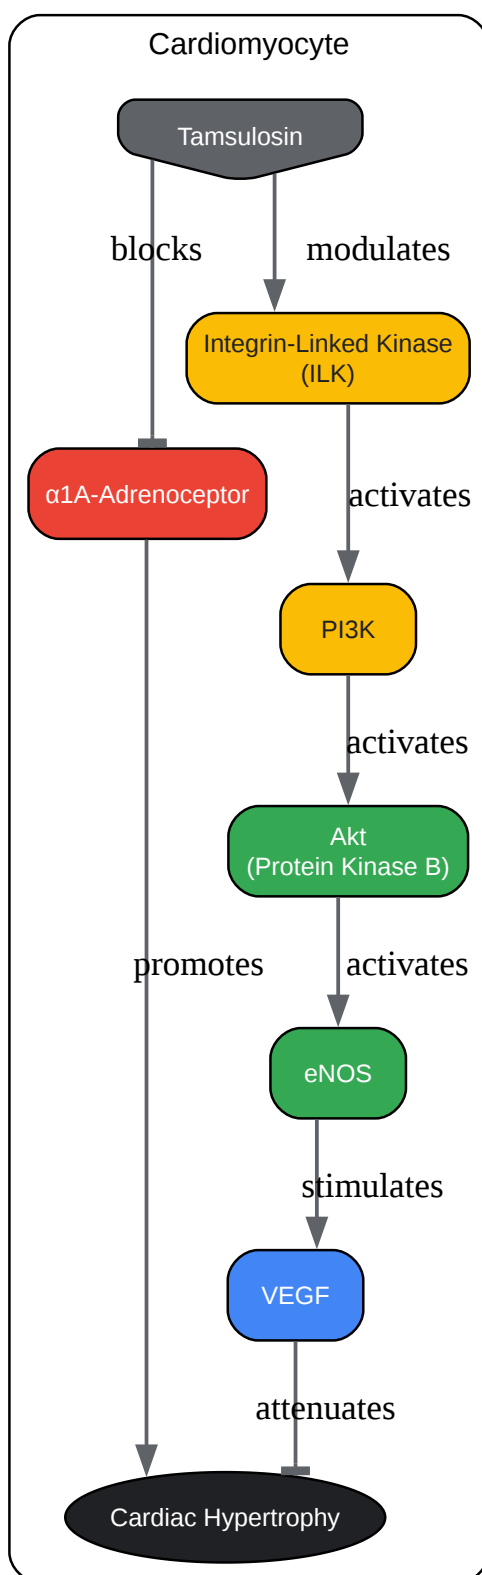 Cardiomyocyte
Tamsulosin
blocks
modulates
Integrin-Linked Kinase
(ILK)
α1A-Adrenoceptor
activates
PI3K
activates
Akt
(Protein Kinase B)
promotes
activates
eNOS
stimulates
VEGF
attenuates
Cardiac Hypertrophy